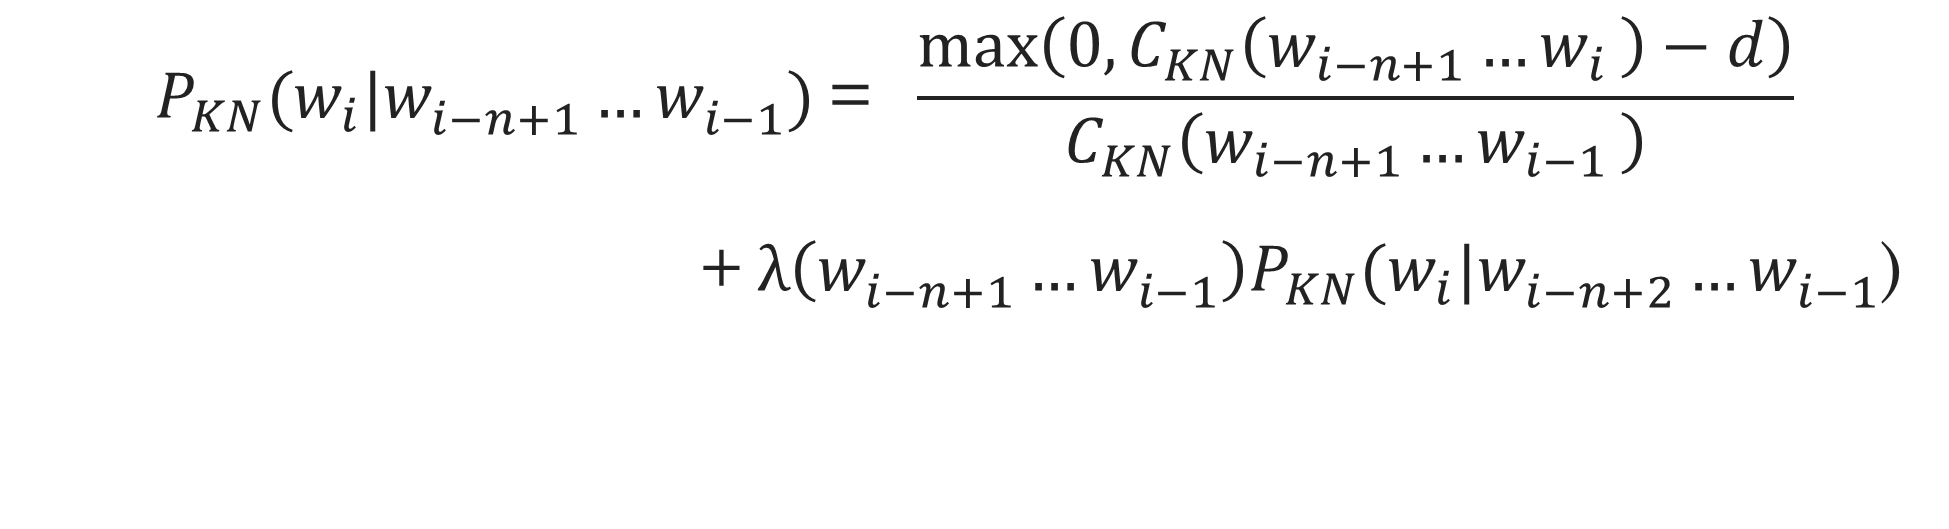 P_{KN}(w_i|w_{i-n+1} … w_{i-1}) = \frac{max(0, C_{KN}(w_{i-n+1} … w_i) − d)}{C_{KN}(w_{i-n+1} … w_{i-1})}
+ λ(w_{i-n+1} … w_{i-1})P_{KN}(w_i|w_{i-n+2} … w_{i-1})